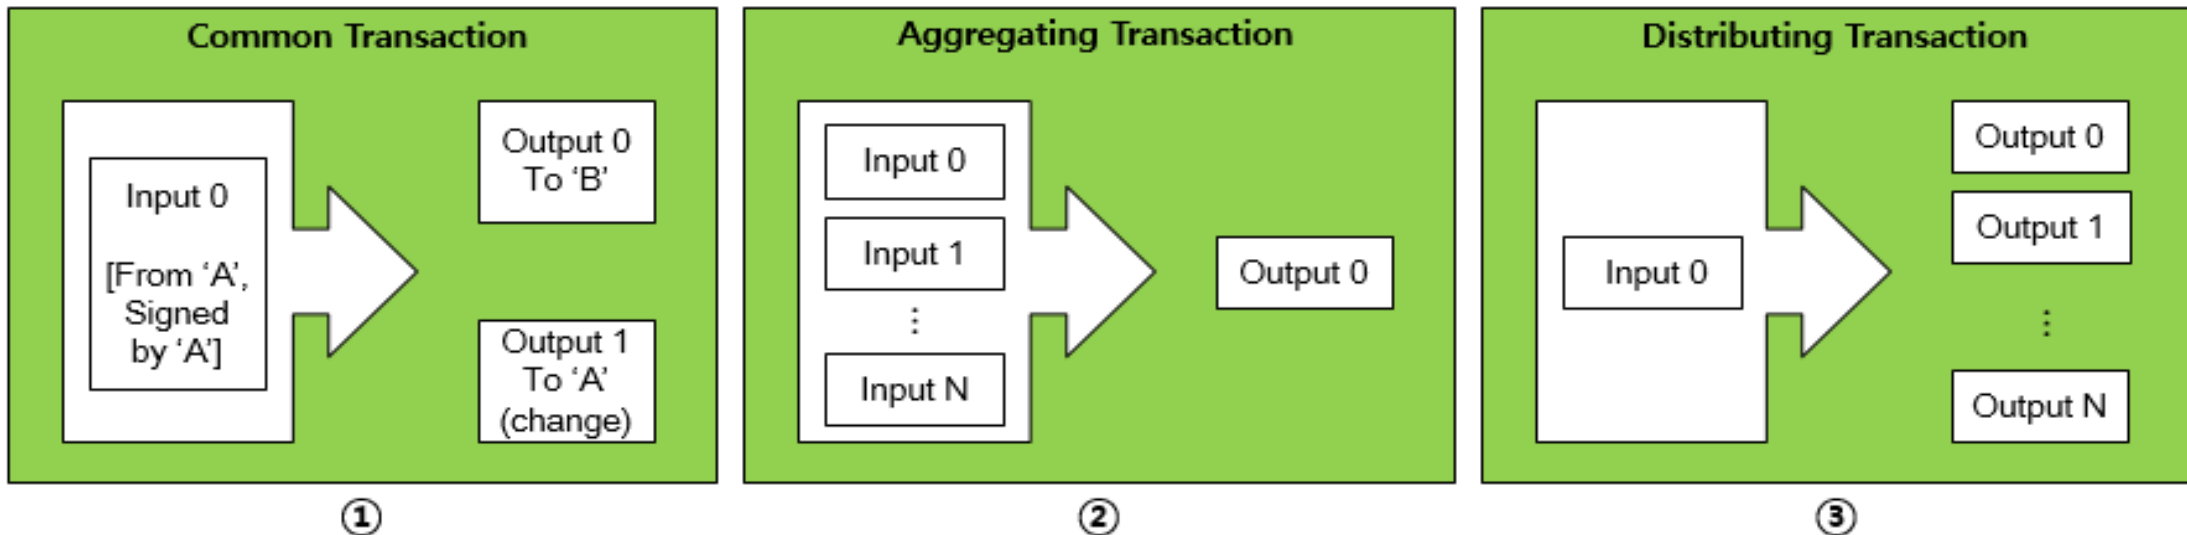 Common Transaction
Input 0
[From ‘A’,
Signed
by ‘A’]
Output 0
To ‘B’
Output 1
To ‘A’
(change)
①
Aggregating Transaction
Input 0
Input 1
⋮
Input N
Output 0
②
Distributing Transaction
Input 0
Output 0
Output 1
⋮
Output N
③